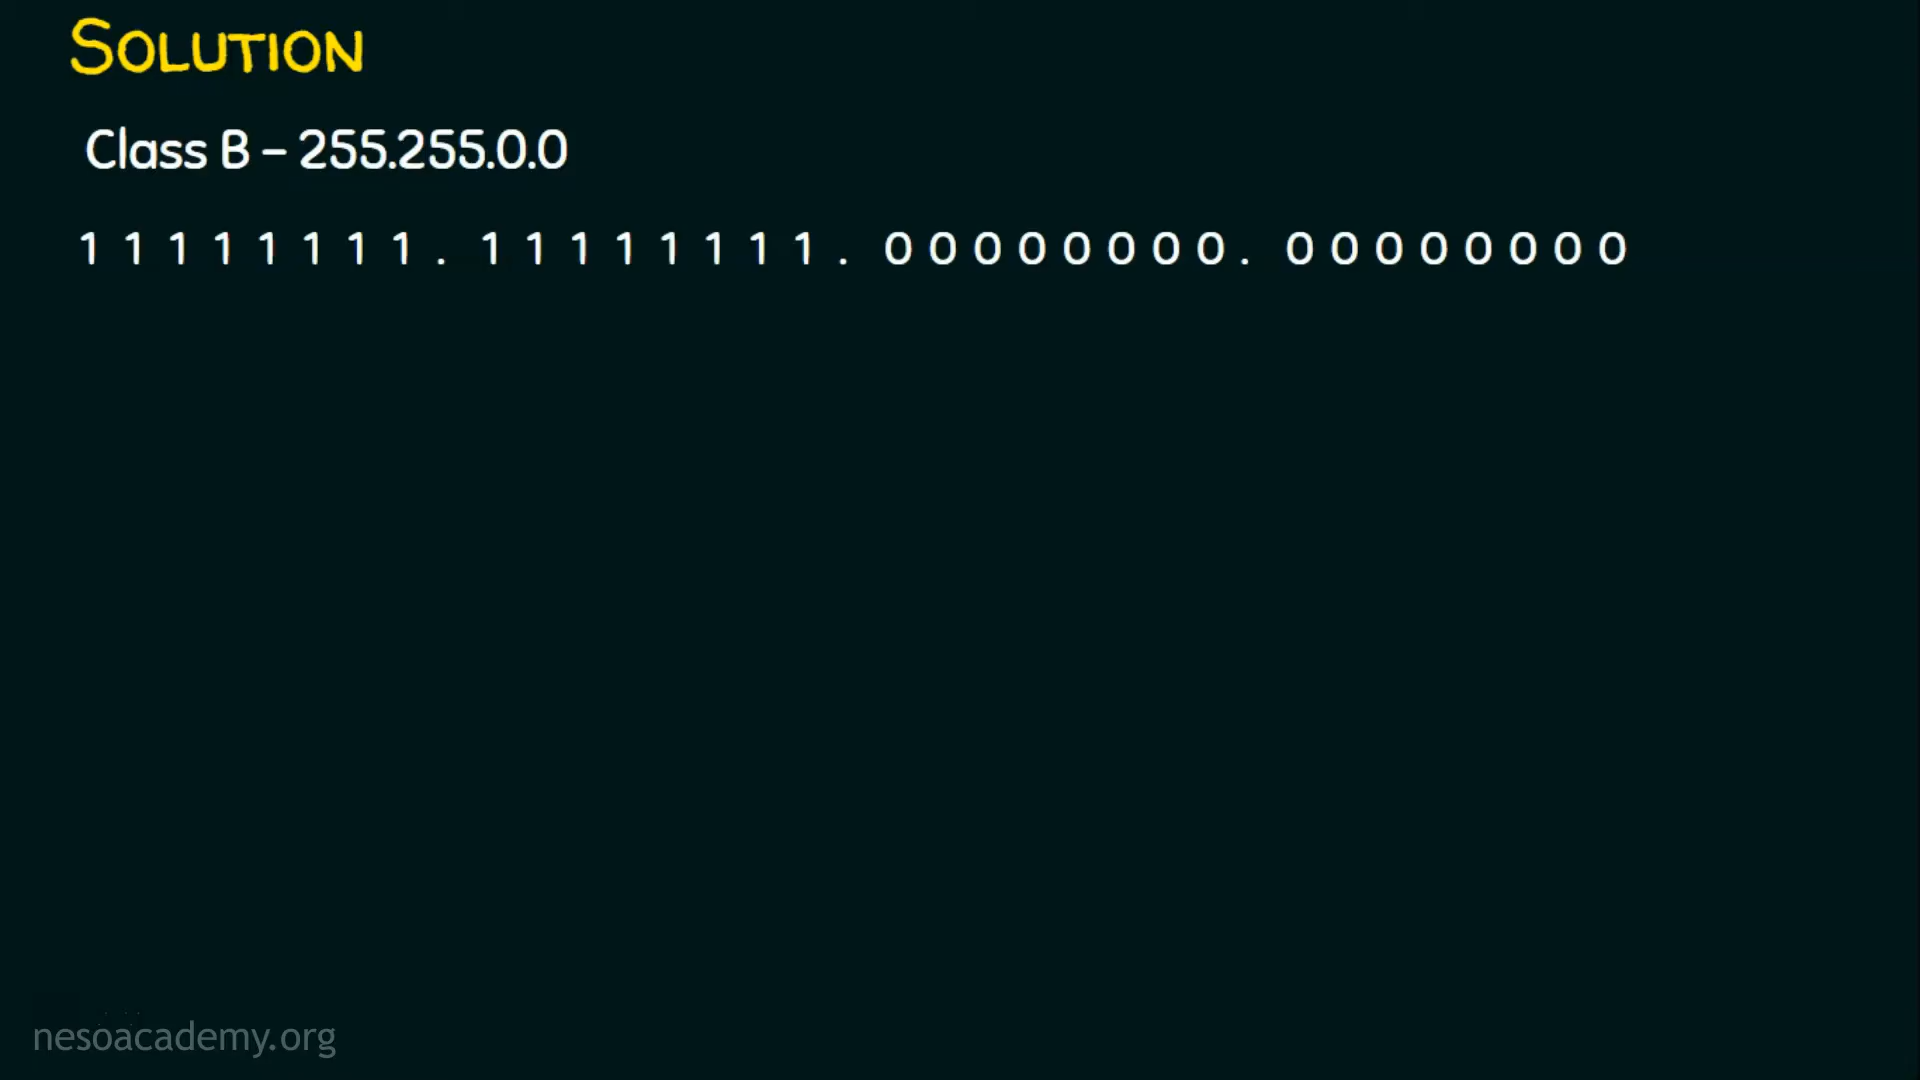 SOLUTION
Class B – 255.255.0.0
1 1 1 1 1 1 1 1 . 1 1 1 1 1 1 1 1 . 0 0 0 0 0 0 0 0 . 0 0 0 0 0 0 0 0
nesoacademy.org